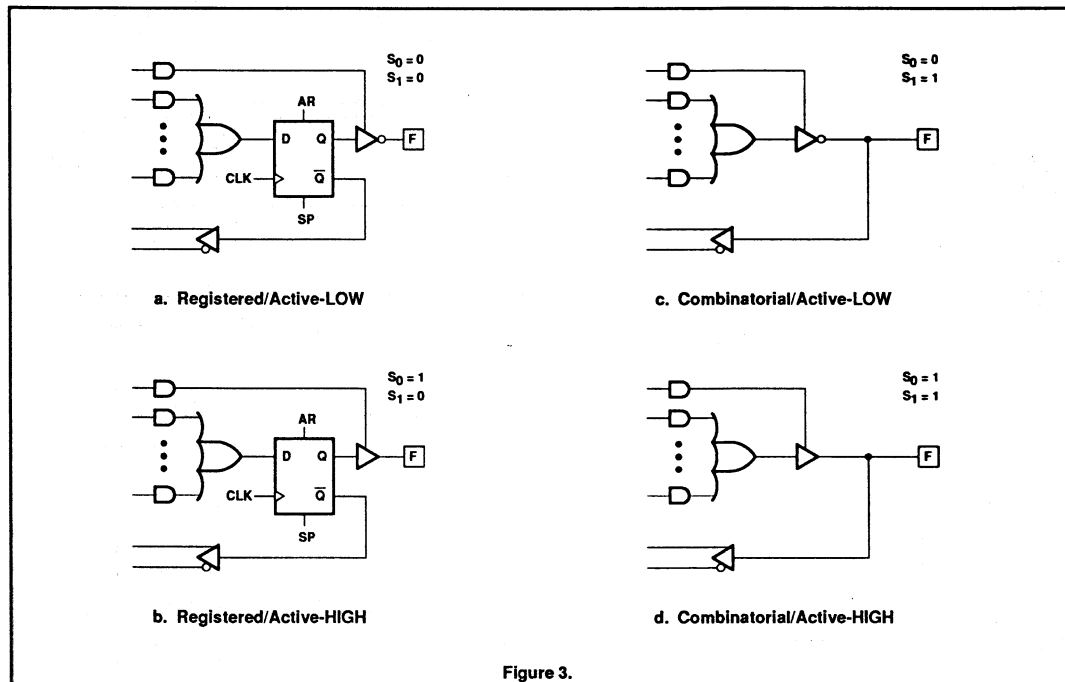 S0 = 0
S1 = 0
AR
D Q
F
CLK
Q̅
SP
a. Registered/Active-LOW
S0 = 0
S1 = 1
F
c. Combinatorial/Active-LOW
S0 = 1
S1 = 0
AR
D Q
F
CLK
Q̅
SP
b. Registered/Active-HIGH
S0 = 1
S1 = 1
F
d. Combinatorial/Active-HIGH
Figure 3.